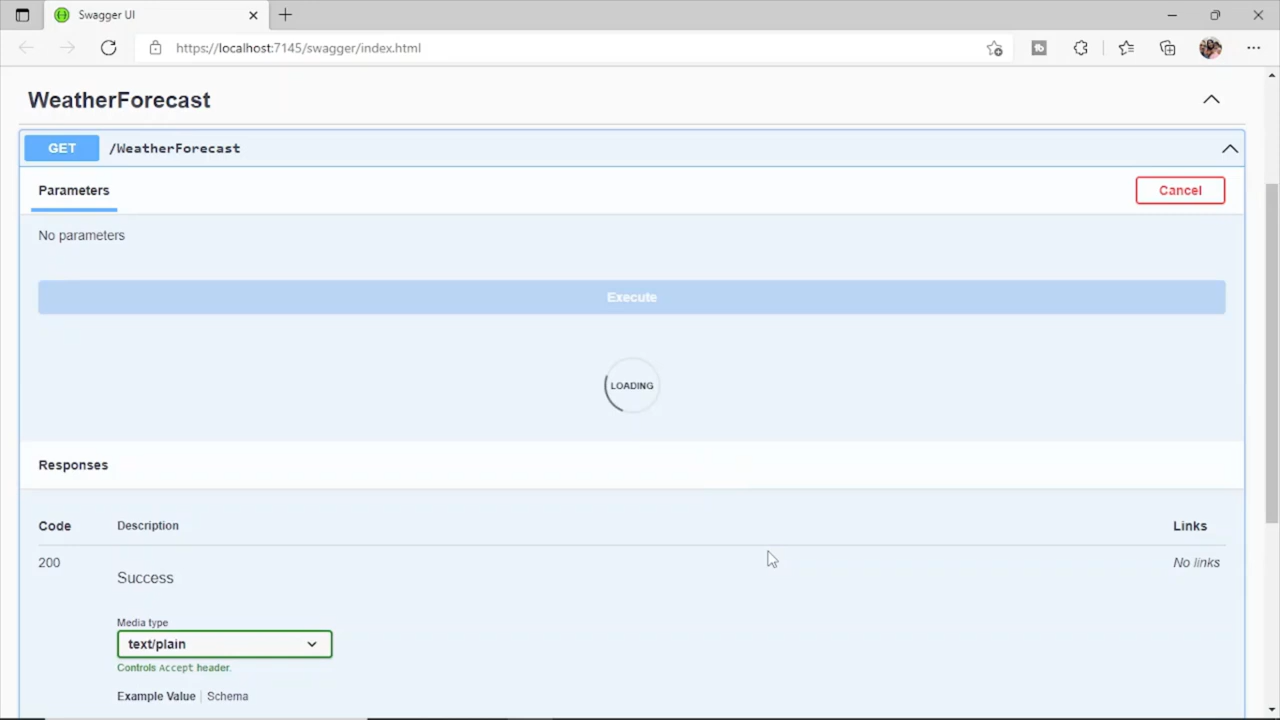 Swagger UI
https://localhost:7145/swagger/index.html
WeatherForecast
GET /WeatherForecast
Parameters
Cancel
No parameters
Execute
LOADING
Responses
Code Description Links
200 No links
Success
Media type
text/plain
Controls Accept header.
Example Value Schema